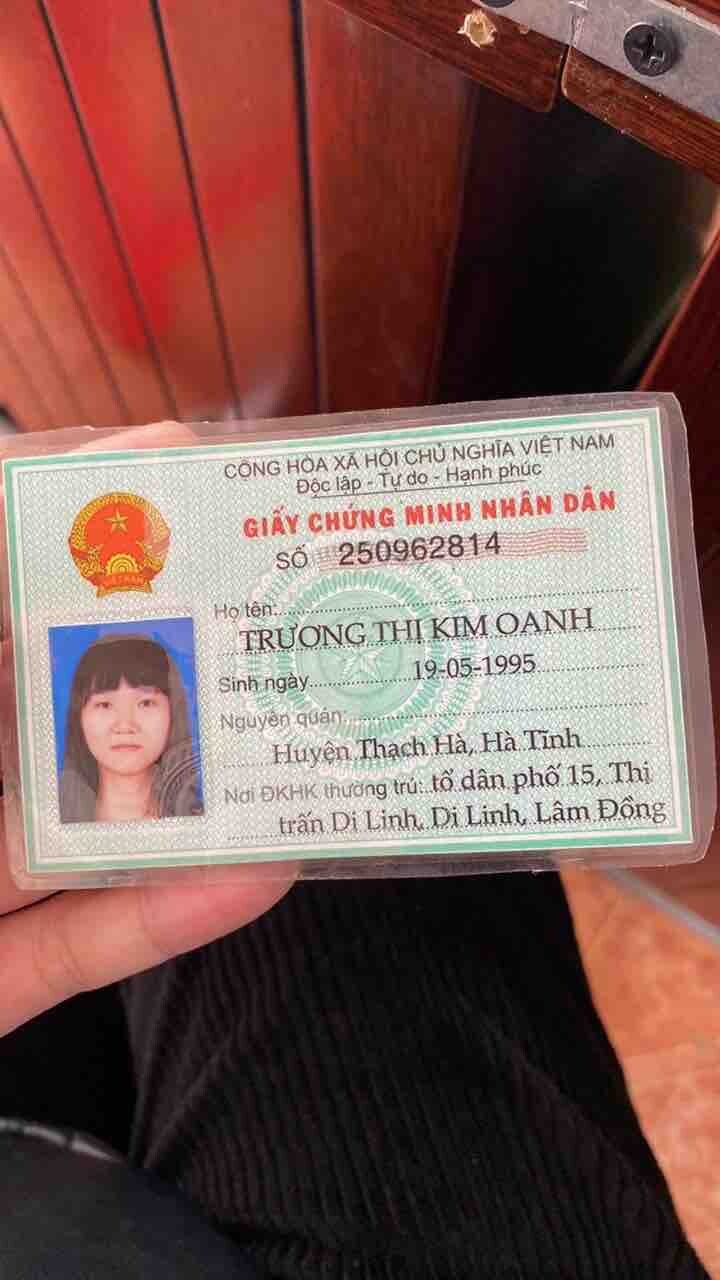 CỘNG HÒA XÃ HỘI CHỦ NGHĨA VIỆT NAM
Độc lập - Tự do - Hạnh phúc
GIẤY CHỨNG MINH NHÂN DÂN
SỐ 250962814
Họ tên:
TRƯƠNG THỊ KIM OANH
Sinh ngày 19-05-1995
Nguyên quán:
Huyện Thạch Hà, Hà Tĩnh
Nơi ĐKHK thường trú: tổ dân phố 15, Thị
trấn Di Linh, Di Linh, Lâm Đồng
VIỆT NAM